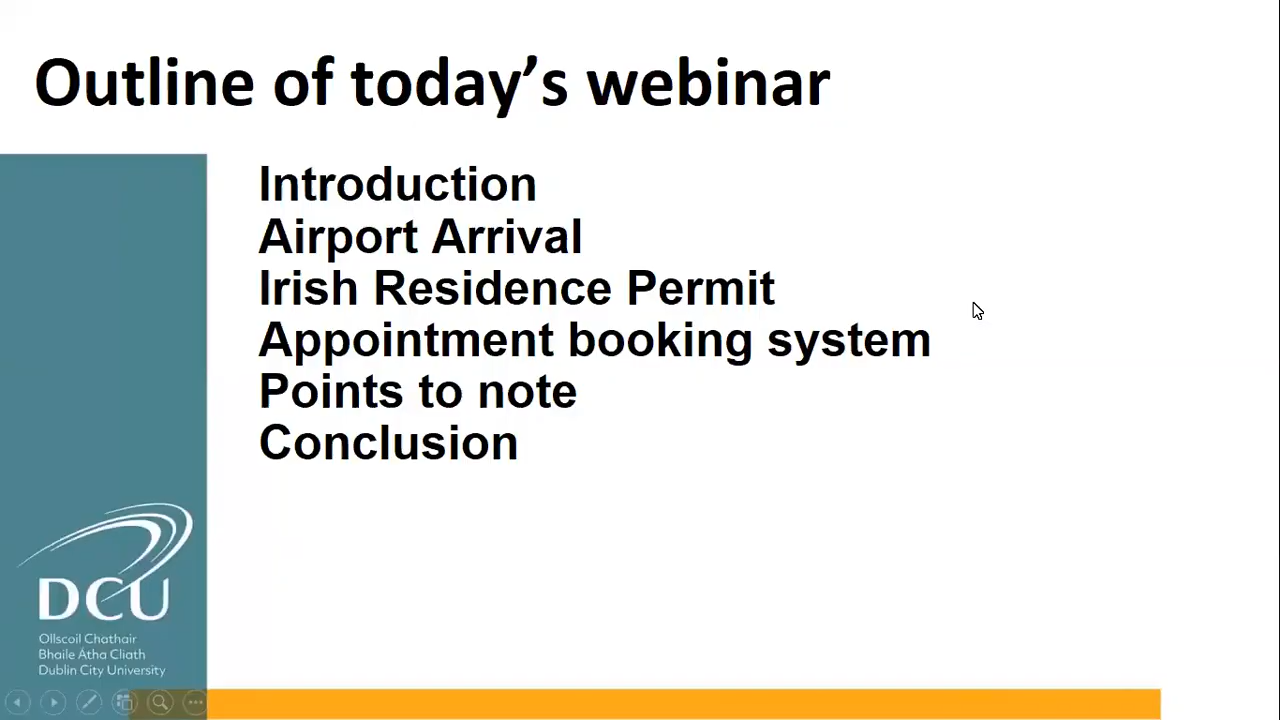 Outline of today’s webinar
Introduction
Airport Arrival
Irish Residence Permit
Appointment booking system
Points to note
Conclusion
DCU
Ollscoil Chathair
Bhaile Átha Cliath
Dublin City University